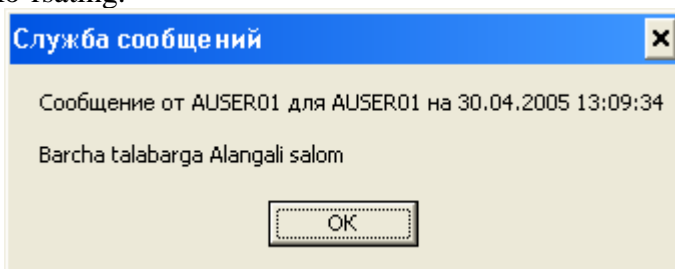 Служба сообщений
Сообщение от AUSER01 для AUSER01 на 30.04.2005 13:09:34
Barcha talabarga Alangali salom
OK